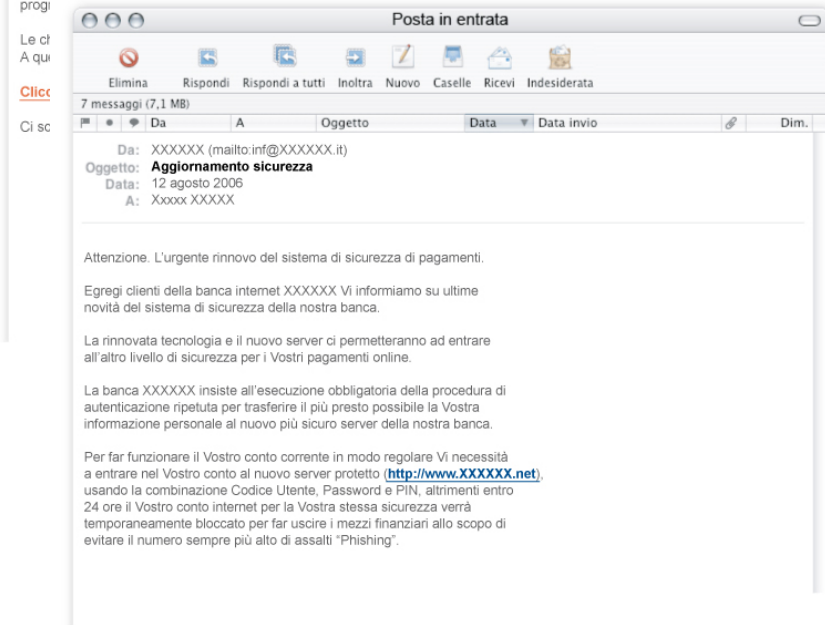 progr
Le ch
A que
Clicc
Ci so
Posta in entrata
Elimina Rispondi Rispondi a tutti Inoltra Nuovo Caselle Ricevi Indesiderata
7 messaggi (7,1 MB)
Da A Oggetto Data Data invio Dim.
Da: XXXXXX (mailto:inf@XXXXXX.it)
Oggetto: Aggiornamento sicurezza
Data: 12 agosto 2006
A: Xxxxx XXXXX
Attenzione. L'urgente rinnovo del sistema di sicurezza di pagamenti.
Egregi clienti della banca internet XXXXXX Vi informiamo su ultime
novità del sistema di sicurezza della nostra banca.
La rinnovata tecnologia e il nuovo server ci permetteranno ad entrare
all'altro livello di sicurezza per i Vostri pagamenti online.
La banca XXXXXX insiste all'esecuzione obbligatoria della procedura di
autenticazione ripetuta per trasferire il più presto possibile la Vostra
informazione personale al nuovo più sicuro server della nostra banca.
Per far funzionare il Vostro conto corrente in modo regolare Vi necessità
a entrare nel Vostro conto al nuovo server protetto (http://www.XXXXXX.net),
usando la combinazione Codice Utente, Password e PIN, altrimenti entro
24 ore il Vostro conto internet per la Vostra stessa sicurezza verrà
temporaneamente bloccato per far uscire i mezzi finanziari allo scopo di
evitare il numero sempre più alto di assalti "Phishing".